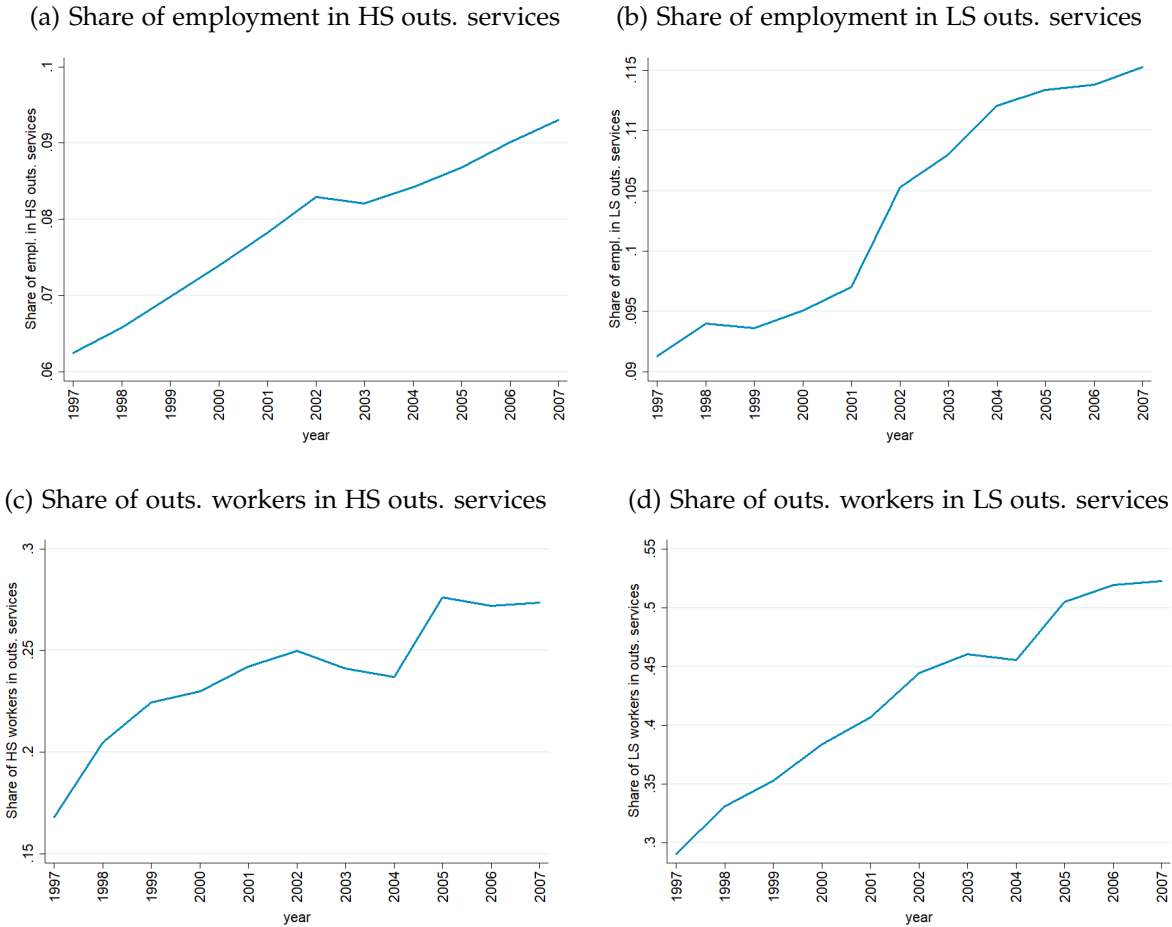 (a) Share of employment in HS outs. services
(b) Share of employment in LS outs. services
Share of empl. in HS outs. services
.1
.09
.08
.07
.06
1997 1998 1999 2000 2001 2002 2003 2004 2005 2006 2007
year
Share of empl. in LS outs. services
.115
.11
.105
.1
.095
.09
1997 1998 1999 2000 2001 2002 2003 2004 2005 2006 2007
year
(c) Share of outs. workers in HS outs. services
(d) Share of outs. workers in LS outs. services
Share of HS workers in outs. services
.3
.25
.2
.15
1997 1998 1999 2000 2001 2002 2003 2004 2005 2006 2007
year
Share of LS workers in outs. services
.55
.5
.45
.4
.35
.3
1997 1998 1999 2000 2001 2002 2003 2004 2005 2006 2007
year